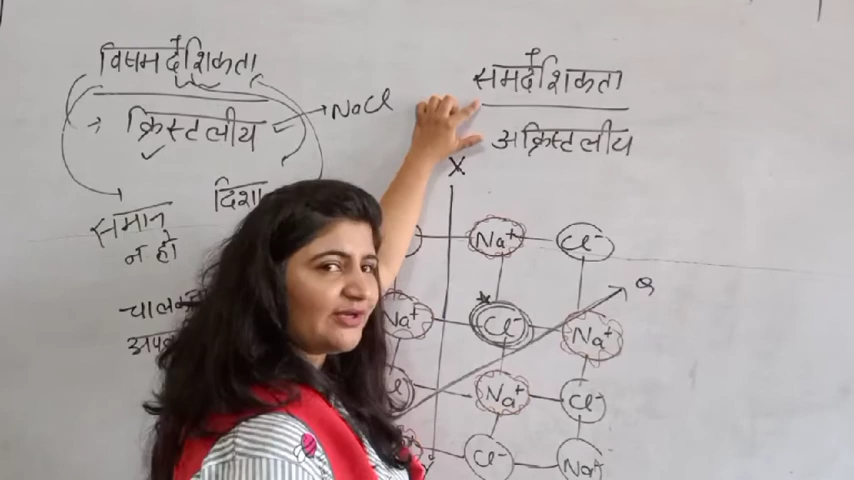 विषमदैशिकता
समदैशिकता
क्रिस्टलीय → NaCl
अक्रिस्टलीय
समान
न हो
दिशा
X
Na⁺ Cl⁻
Na⁺ Cl⁻ Na⁺
Na⁺ Cl⁻
Cl⁻ Na⁺